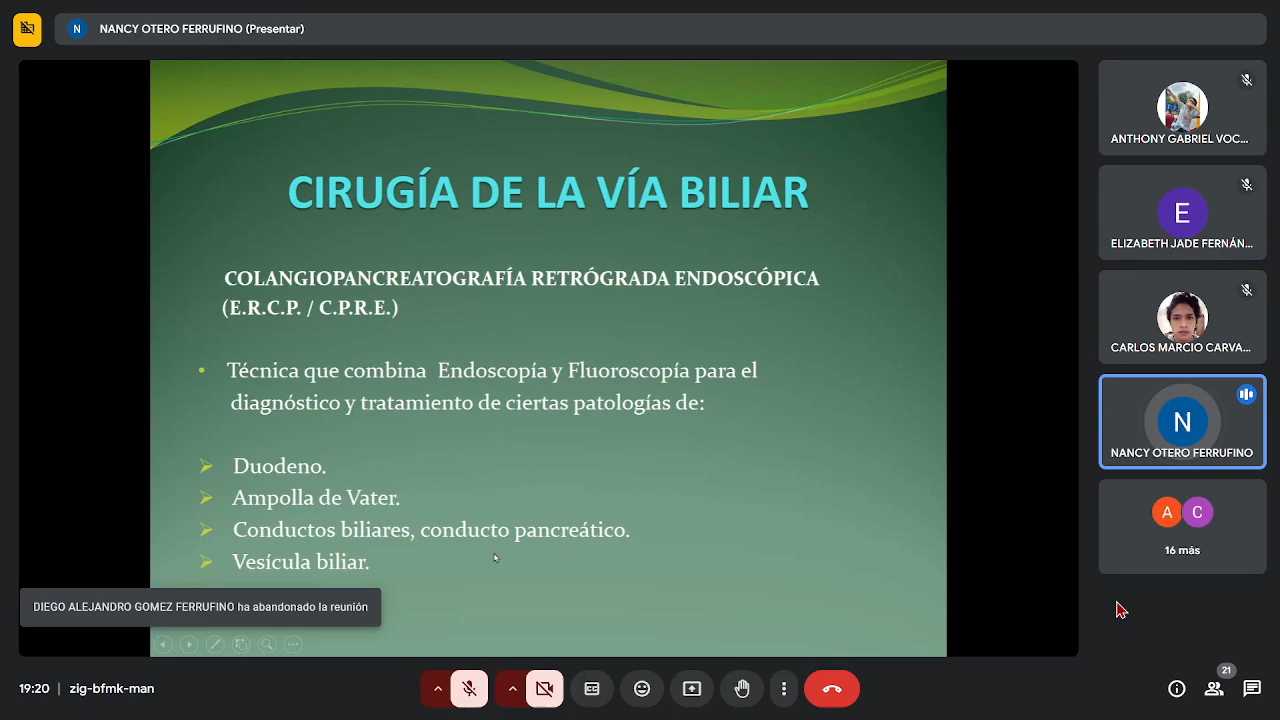 N NANCY OTERO FERRUFINO (Presentar)
CIRUGÍA DE LA VÍA BILIAR
COLANGIOPANCREATOGRAFÍA RETRÓGRADA ENDOSCÓPICA
(E.R.C.P. / C.P.R.E.)
• Técnica que combina Endoscopía y Fluoroscopía para el
diagnóstico y tratamiento de ciertas patologías de:
Duodeno.
Ampolla de Vater.
Conductos biliares, conducto pancreático.
Vesícula biliar.
DIEGO ALEJANDRO GOMEZ FERRUFINO ha abandonado la reunión
ANTHONY GABRIEL VOC...
E
ELIZABETH JADE FERNÁN...
CARLOS MARCIO CARVA...
N
NANCY OTERO FERRUFINO
A C
16 más
19:20 | zig-bfmk-man
21